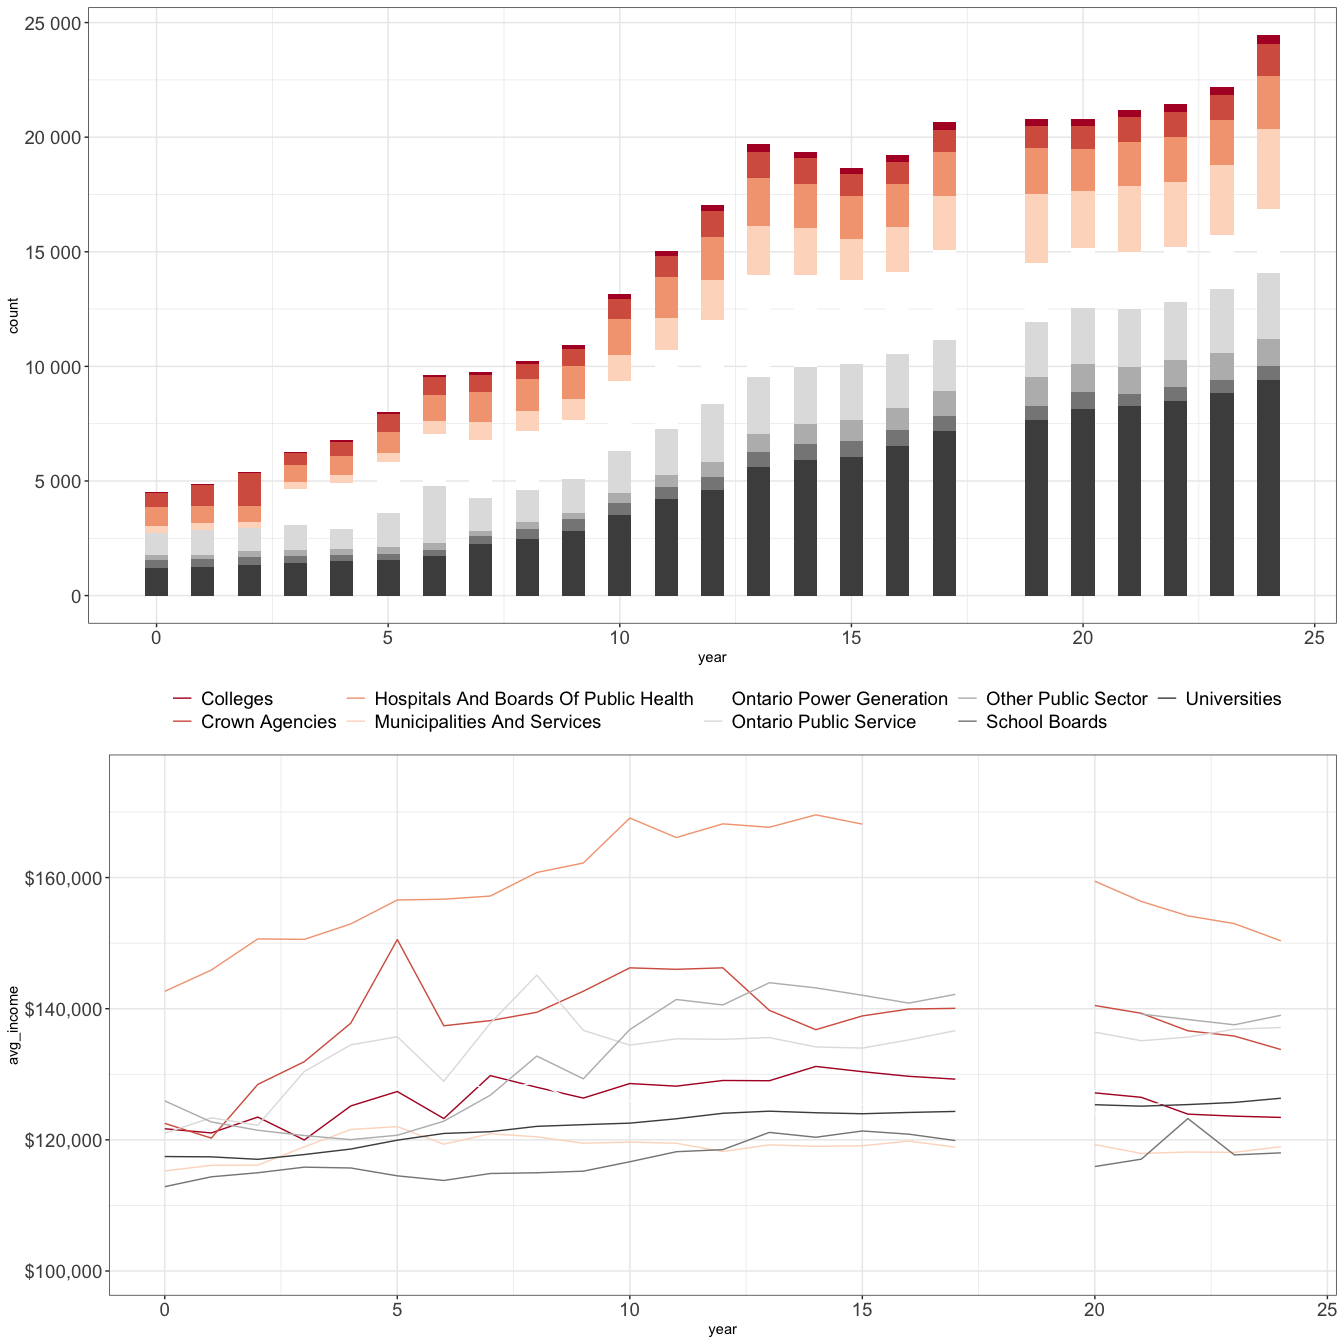 25 000
20 000
15 000
10 000
5 000
0
count
0 5 10 15 20 25
year
Colleges Hospitals And Boards Of Public Health Ontario Power Generation Other Public Sector Universities
Crown Agencies Municipalities And Services Ontario Public Service School Boards
$160,000
$140,000
$120,000
$100,000
avg_income
0 5 10 15 20 25
year